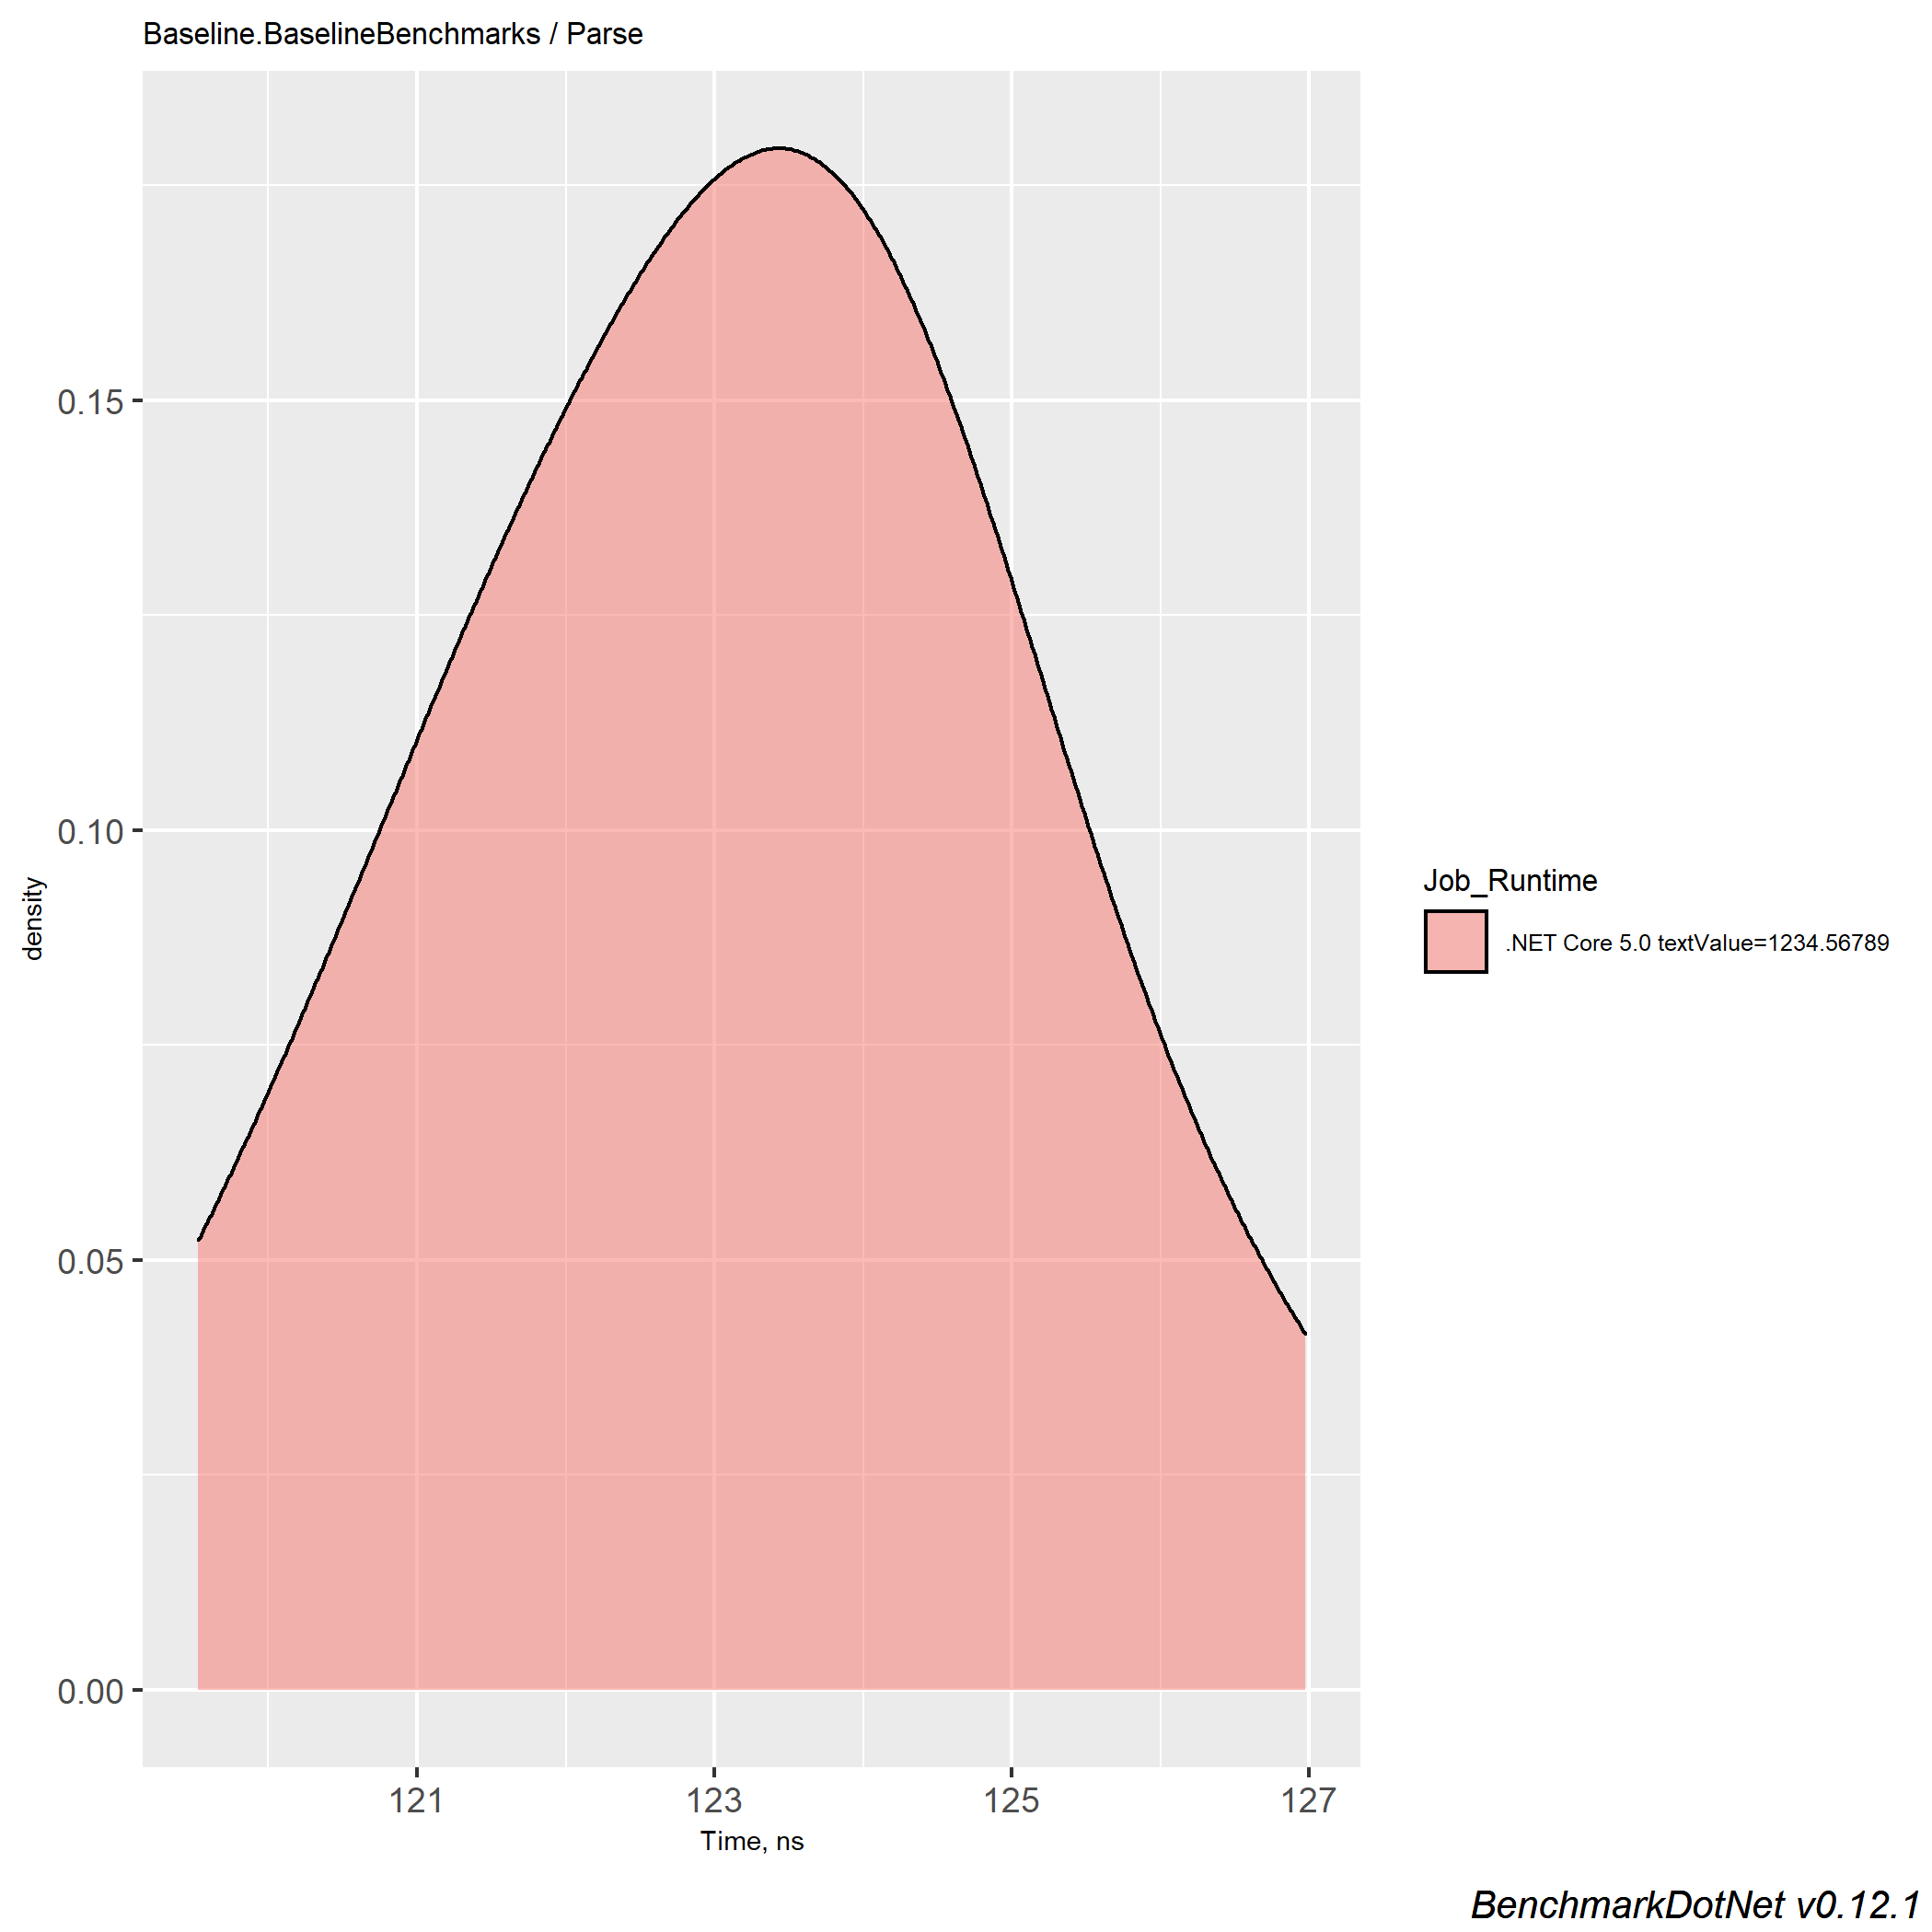 Baseline.BaselineBenchmarks / Parse
0.15
0.10
0.05
0.00
density
121 123 125 127
Time, ns
Job_Runtime
.NET Core 5.0 textValue=1234.56789
BenchmarkDotNet v0.12.1